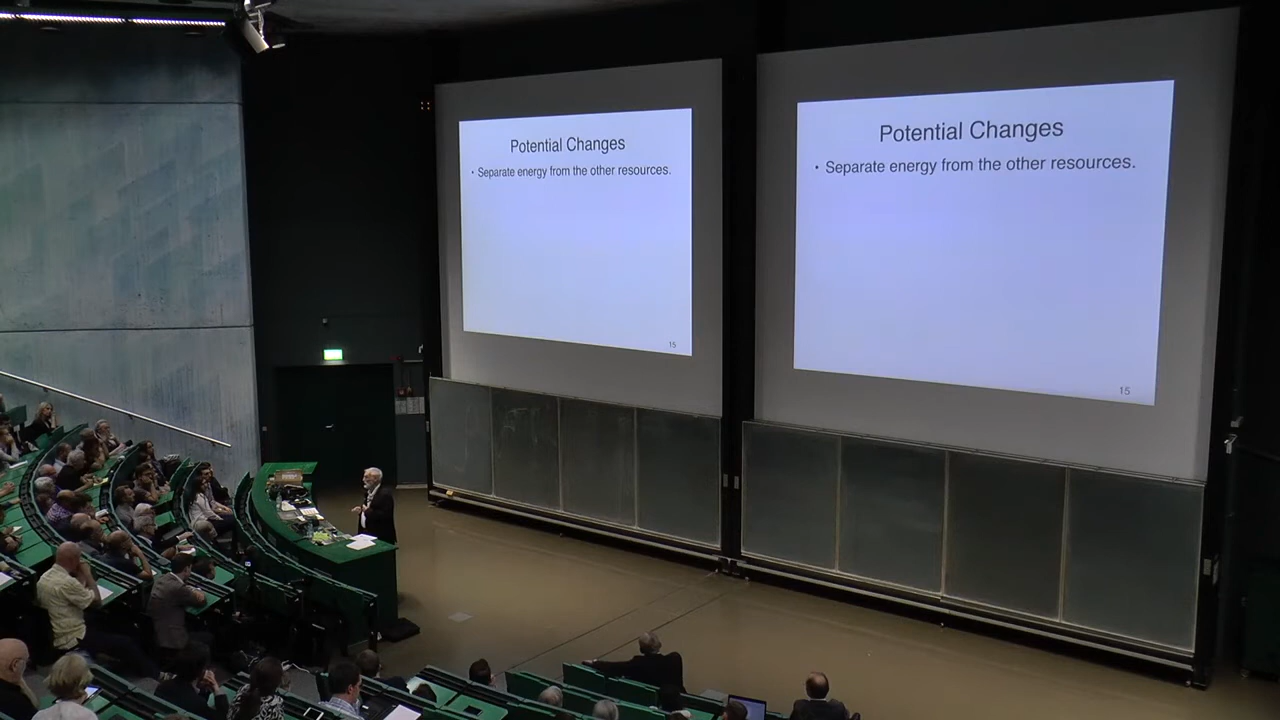 Potential Changes
• Separate energy from the other resources.
15
Potential Changes
• Separate energy from the other resources.
15